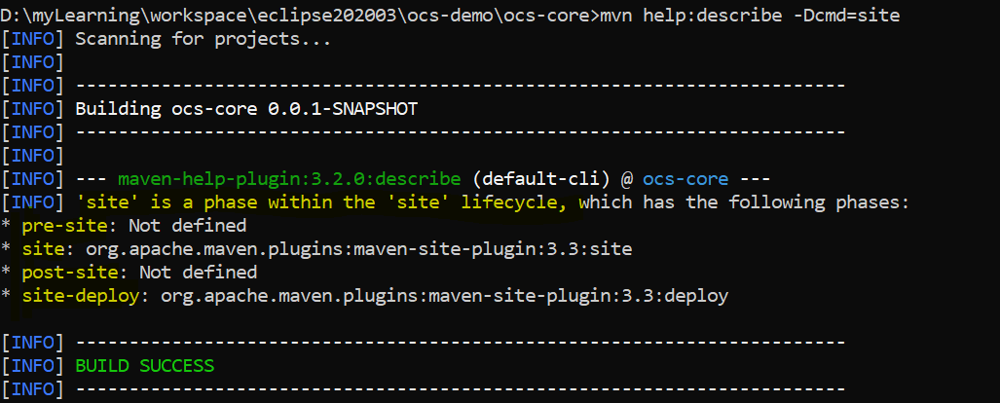 D:\myLearning\workspace\eclipse202003\ocs-demo\ocs-core>mvn help:describe -Dcmd=site
[INFO] Scanning for projects...
[INFO]
[INFO] ------------------------------------------------------------------------
[INFO] Building ocs-core 0.0.1-SNAPSHOT
[INFO] ------------------------------------------------------------------------
[INFO]
[INFO] --- maven-help-plugin:3.2.0:describe (default-cli) @ ocs-core ---
[INFO] 'site' is a phase within the 'site' lifecycle, which has the following phases:
* pre-site: Not defined
* site: org.apache.maven.plugins:maven-site-plugin:3.3:site
* post-site: Not defined
* site-deploy: org.apache.maven.plugins:maven-site-plugin:3.3:deploy
[INFO] ------------------------------------------------------------------------
[INFO] BUILD SUCCESS
[INFO] ------------------------------------------------------------------------